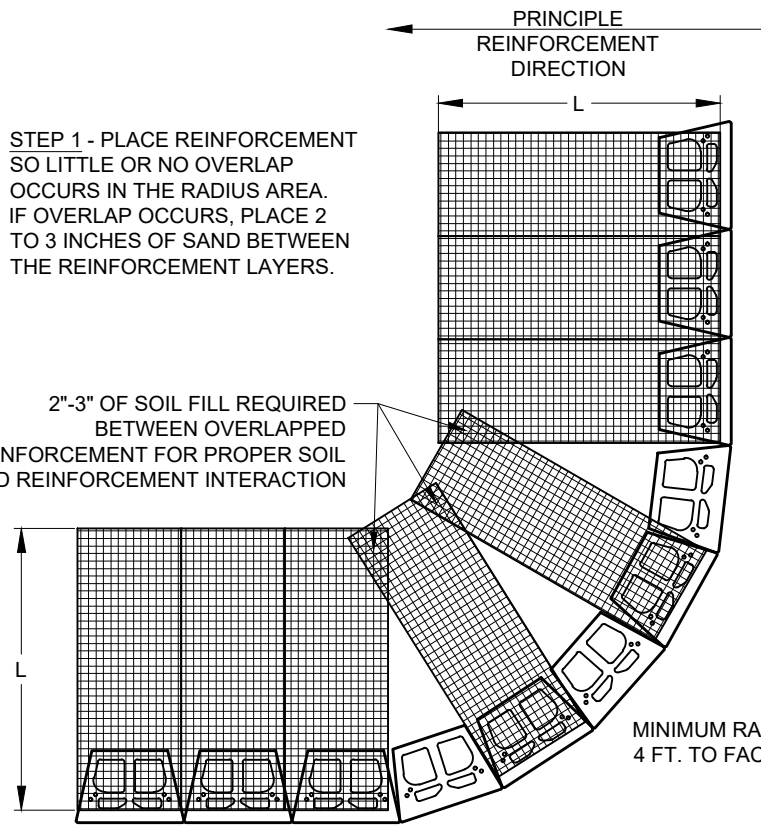 PRINCIPLE
REINFORCEMENT
DIRECTION
L
STEP 1 - PLACE REINFORCEMENT
SO LITTLE OR NO OVERLAP
OCCURS IN THE RADIUS AREA.
IF OVERLAP OCCURS, PLACE 2
TO 3 INCHES OF SAND BETWEEN
THE REINFORCEMENT LAYERS.
2"-3" OF SOIL FILL REQUIRED
BETWEEN OVERLAPPED
NFORCEMENT FOR PROPER SOIL
D REINFORCEMENT INTERACTION
L
MINIMUM RA
4 FT. TO FAC